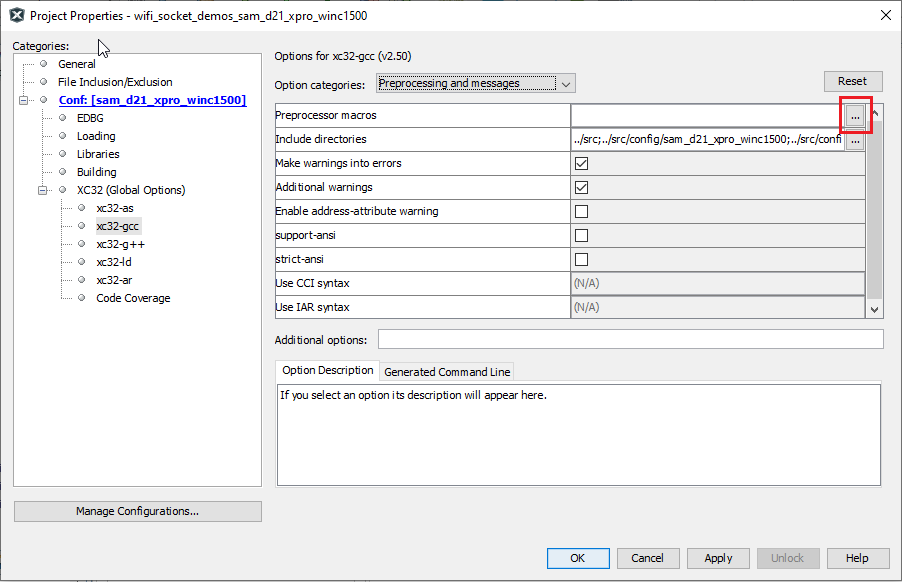 Project Properties - wifi_socket_demos_sam_d21_xpro_winc1500
Categories:
General
File Inclusion/Exclusion
Conf: [sam_d21_xpro_winc1500]
EDBG
Loading
Libraries
Building
XC32 (Global Options)
xc32-as
xc32-gcc
xc32-g++
xc32-ld
xc32-ar
Code Coverage
Manage Configurations...
Options for xc32-gcc (v2.50)
Option categories: Preprocessing and messages Reset
Preprocessor macros ...
Include directories ../src;../src/config/sam_d21_xpro_winc1500;../src/confi ...
Make warnings into errors
Additional warnings
Enable address-attribute warning
support-ansi
strict-ansi
Use CCI syntax (N/A)
Use IAR syntax (N/A)
Additional options:
Option Description Generated Command Line
If you select an option its description will appear here.
OK Cancel Apply Unlock Help